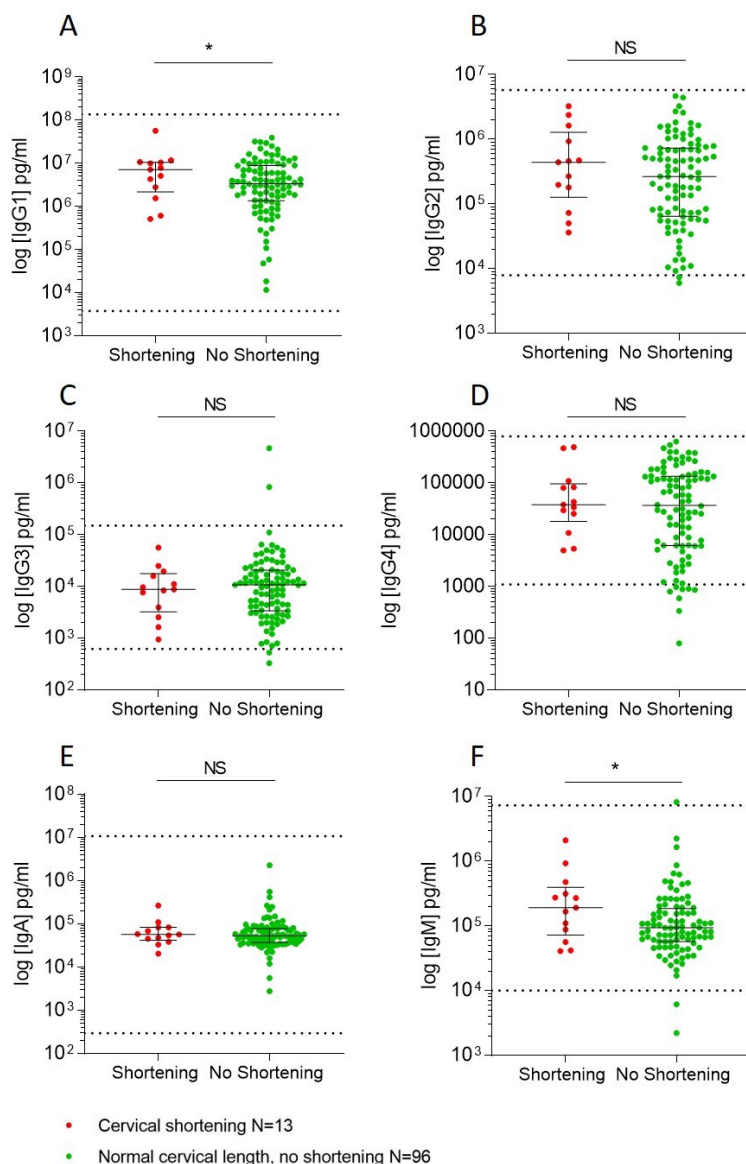 A
*
log [IgG1] pg/ml
10⁹
10⁸
10⁷
10⁶
10⁵
10⁴
10³
Shortening No Shortening
B
NS
log [IgG2] pg/ml
10⁷
10⁶
10⁵
10⁴
10³
Shortening No Shortening
C
NS
log [IgG3] pg/ml
10⁷
10⁶
10⁵
10⁴
10³
10²
Shortening No Shortening
D
NS
log [IgG4] pg/ml
1000000
100000
10000
1000
100
10
Shortening No Shortening
E
NS
log [IgA] pg/ml
10⁸
10⁷
10⁶
10⁵
10⁴
10³
10²
Shortening No Shortening
F
*
log [IgM] pg/ml
10⁷
10⁶
10⁵
10⁴
10³
Shortening No Shortening
Cervical shortening N=13
Normal cervical length, no shortening N=96